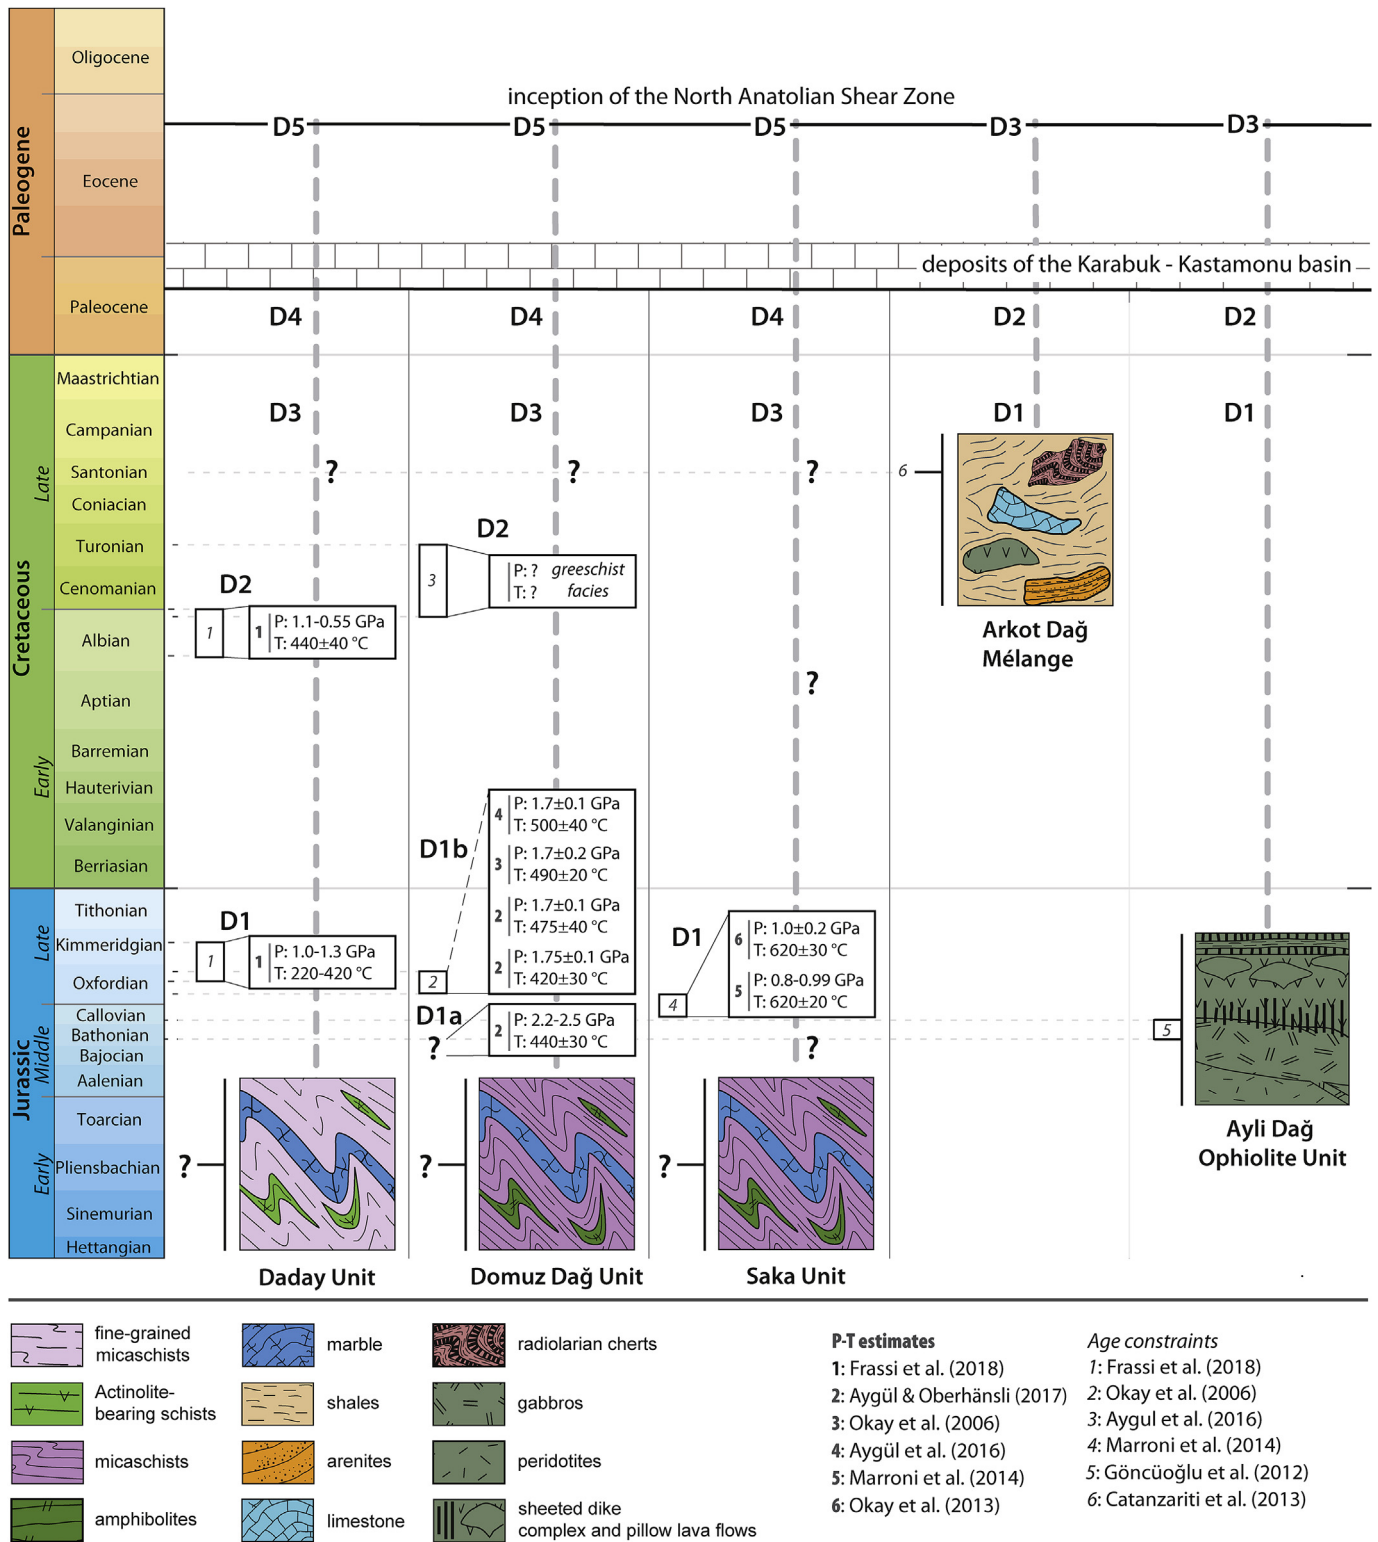 Paleogene
Oligocene
Eocene
Paleocene
inception of the North Anatolian Shear Zone
D5
D5
D5
D3
D3
deposits of the Karabuk - Kastamonu basin
D4
D4
D4
D2
D2
Cretaceous
Late
Early
Maastrichtian
Campanian
Santonian
Coniacian
Turonian
Cenomanian
Albian
Aptian
Barremian
Hauterivian
Valanginian
Berriasian
D3
D3
D3
D1
D1
?
?
?
6
D2
1
1
P: 1.1-0.55 GPa
T: 440±40 °C
D2
3
P: ? greeschist
T: ? facies
?
Arkot Dağ
Mélange
Jurassic
Late
Middle
Early
Tithonian
Kimmeridgian
Oxfordian
Callovian
Bathonian
Bajocian
Aalenian
Toarcian
Pliensbachian
Sinemurian
Hettangian
D1
1
1
P: 1.0-1.3 GPa
T: 220-420 °C
D1b
2
4
P: 1.7±0.1 GPa
T: 500±40 °C
3
P: 1.7±0.2 GPa
T: 490±20 °C
2
P: 1.7±0.1 GPa
T: 475±40 °C
2
P: 1.75±0.1 GPa
T: 420±30 °C
D1a
?
2
P: 2.2-2.5 GPa
T: 440±30 °C
D1
4
6
P: 1.0±0.2 GPa
T: 620±30 °C
5
P: 0.8-0.99 GPa
T: 620±20 °C
?
5
Ayli Dağ
Ophiolite Unit
?
?
?
Daday Unit
Domuz Dağ Unit
Saka Unit
fine-grained
micaschists
Actinolite-
bearing schists
micaschists
amphibolites
marble
shales
arenites
limestone
radiolarian cherts
gabbros
peridotites
sheeted dike
complex and pillow lava flows
P-T estimates
1: Frassi et al. (2018)
2: Aygül & Oberhänsli (2017)
3: Okay et al. (2006)
4: Aygül et al. (2016)
5: Marroni et al. (2014)
6: Okay et al. (2013)
Age constraints
1: Frassi et al. (2018)
2: Okay et al. (2006)
3: Aygul et al. (2016)
4: Marroni et al. (2014)
5: Göncüoğlu et al. (2012)
6: Catanzariti et al. (2013)